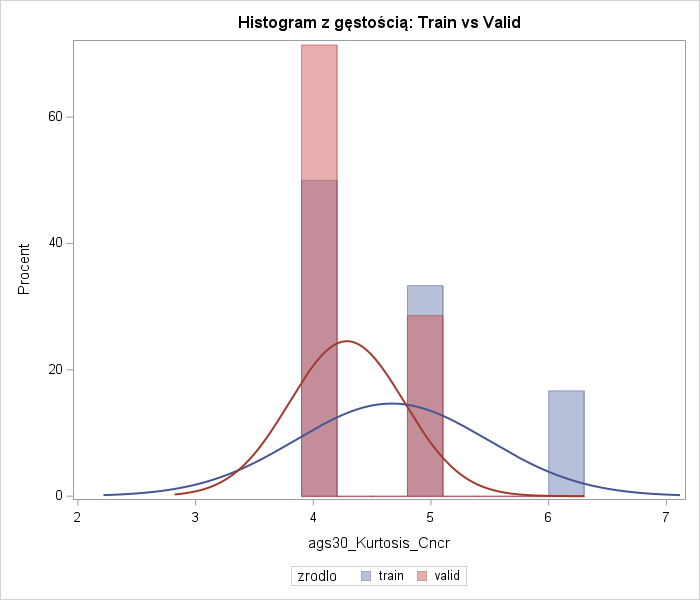 Histogram z gęstością: Train vs Valid
60
40
20
0
Procent
2 3 4 5 6 7
ags30_Kurtosis_Cncr
zrodlo train valid